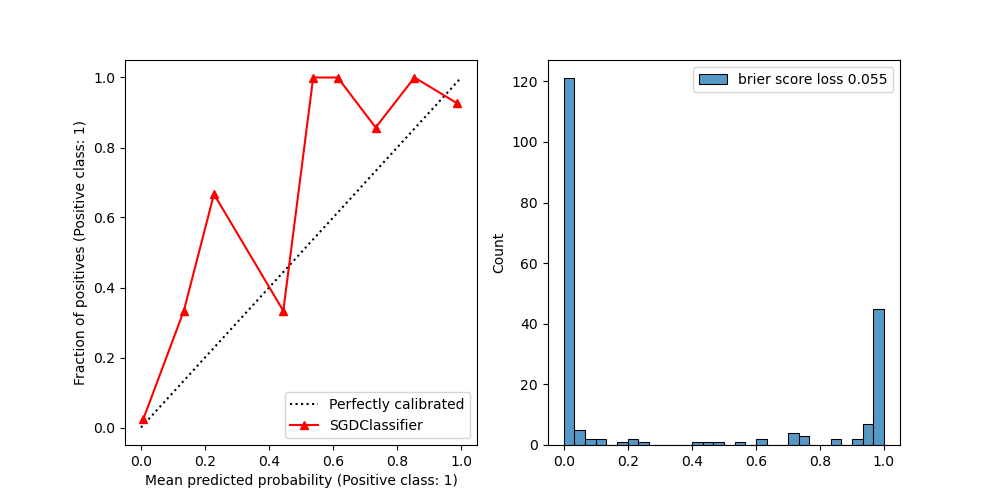 Fraction of positives (Positive class: 1)
1.0
0.8
0.6
0.4
0.2
0.0
Perfectly calibrated
SGDClassifier
0.0 0.2 0.4 0.6 0.8 1.0
Mean predicted probability (Positive class: 1)
Count
120
100
80
60
40
20
0
brier score loss 0.055
0.0 0.2 0.4 0.6 0.8 1.0